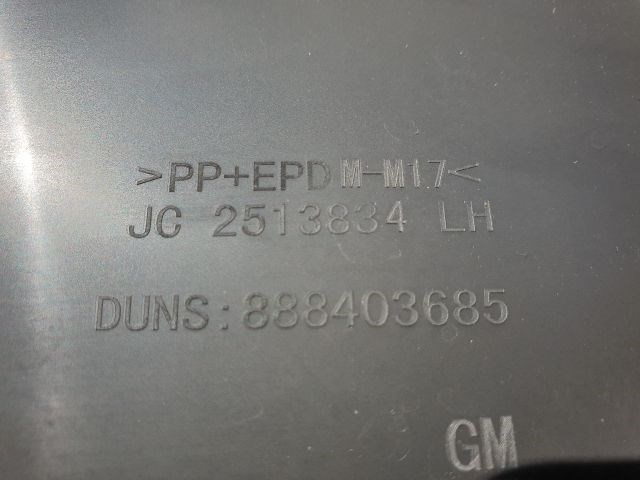 >PP+EPDM-M17<
JC 2513834 LH
DUNS:888403685
GM